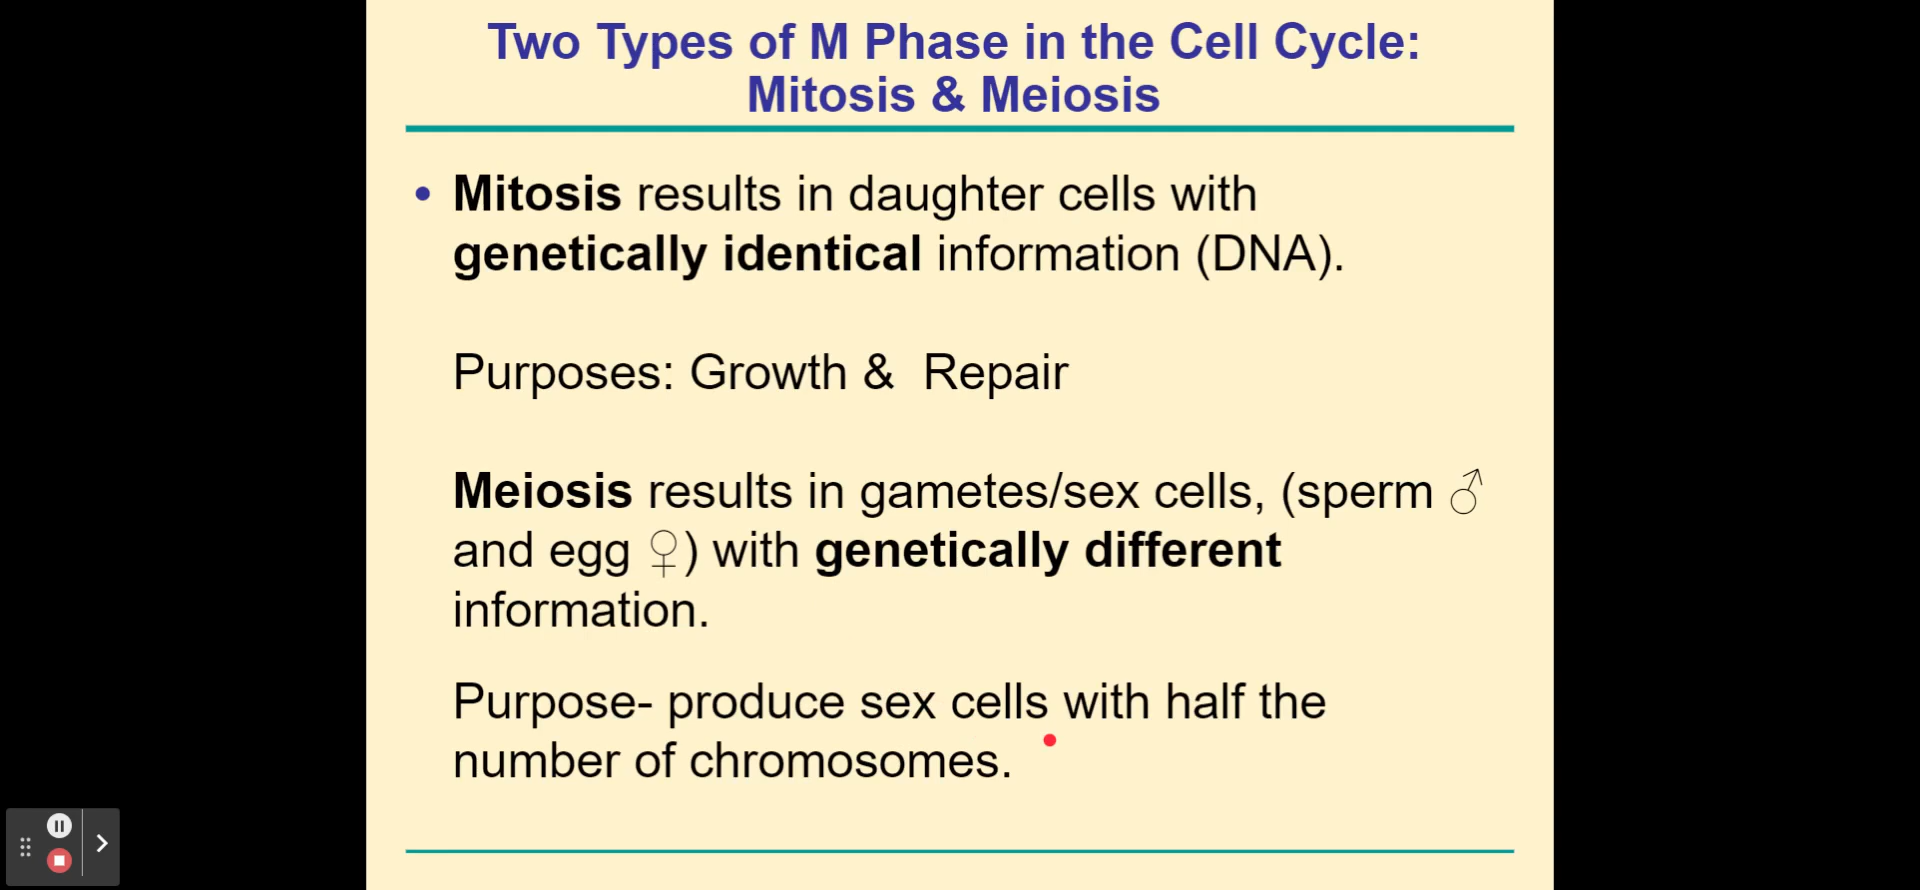 Two Types of M Phase in the Cell Cycle:
Mitosis & Meiosis
• Mitosis results in daughter cells with
genetically identical information (DNA).
Purposes: Growth &  Repair
Meiosis results in gametes/sex cells, (sperm ♂
and egg ♀) with genetically different
information.
Purpose- produce sex cells with half the
number of chromosomes.